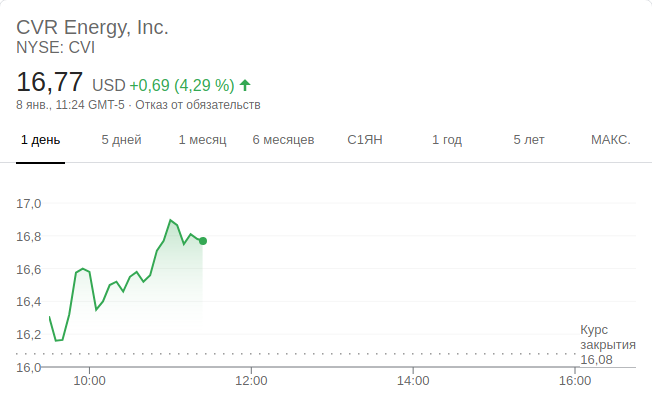 CVR Energy, Inc.
NYSE: CVI
16,77 USD +0,69 (4,29 %)
8 янв., 11:24 GMT-5 · Отказ от обязательств
1 день 5 дней 1 месяц 6 месяцев С1ЯН 1 год 5 лет МАКС.
17,0
16,8
16,6
16,4
16,2
16,0
Курс
закрытия
16,08
10:00 12:00 14:00 16:00